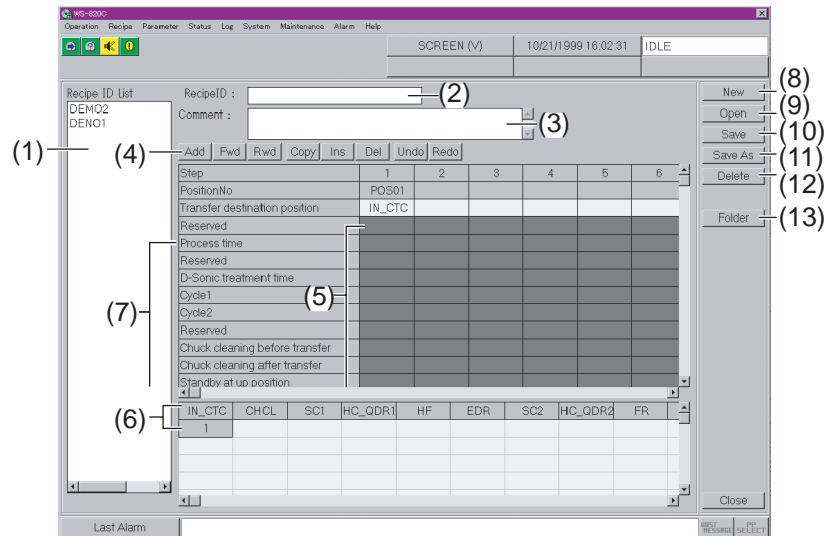 WS-820C
Operation Recipe Parameter Status Log System Maintenance Alarm Help
SCREEN (V) 10/21/1999 16:02:31 IDLE
Recipe ID List
DEMO2
DENO1
RecipeID :
Comment :
Add Fwd Rwd Copy Ins Del Undo Redo
Step 1 2 3 4 5 6
PositionNo POS01
Transfer destination position IN_CTC
Reserved
Process time
Reserved
D-Sonic treatment time
Cycle1
Cycle2
Reserved
Chuck cleaning before transfer
Chuck cleaning after transfer
Standby at up position
IN_CTC CHCL SC1 HC_QDR1 HF EDR SC2 HC_QDR2 FR
1
New
Open
Save
Save As
Delete
Folder
Close
Last Alarm
HOST MESSAGE
PP SELECT
(1)
(2)
(3)
(4)
(5)
(6)
(7)
(8)
(9)
(10)
(11)
(12)
(13)